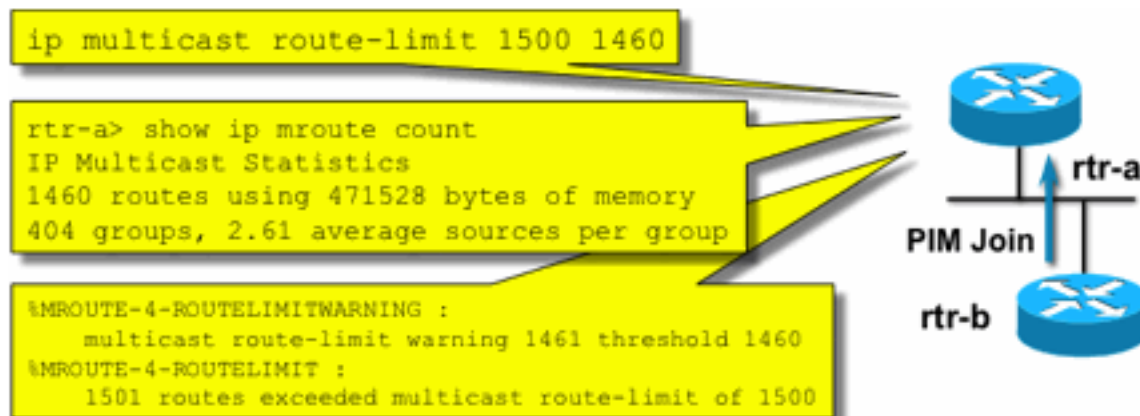 ip multicast route-limit 1500 1460
rtr-a> show ip mroute count
IP Multicast Statistics
1460 routes using 471528 bytes of memory
404 groups, 2.61 average sources per group
%MROUTE-4-ROUTELIMITWARNING :
multicast route-limit warning 1461 threshold 1460
%MROUTE-4-ROUTELIMIT :
1501 routes exceeded multicast route-limit of 1500
rtr-a
PIM Join
rtr-b